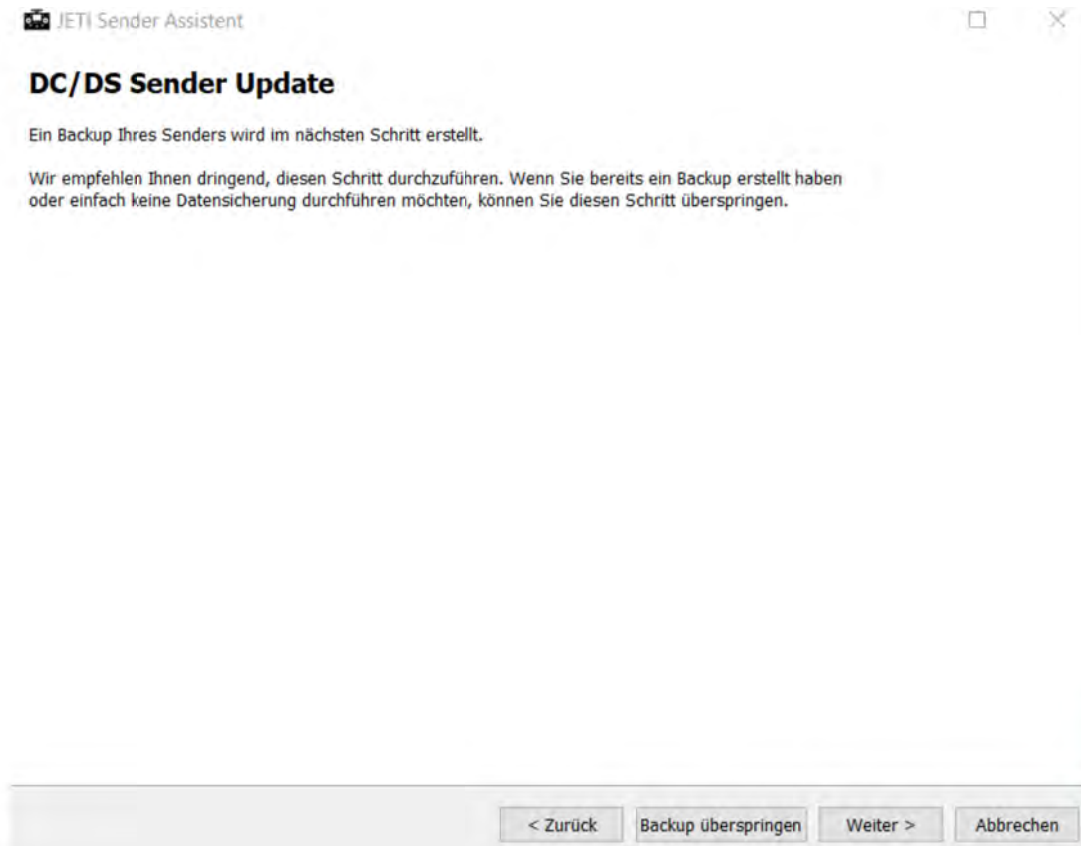 JETI Sender Assistent
DC/DS Sender Update
Ein Backup Ihres Senders wird im nächsten Schritt erstellt.
Wir empfehlen Ihnen dringend, diesen Schritt durchzuführen. Wenn Sie bereits ein Backup erstellt haben
oder einfach keine Datensicherung durchführen möchten, können Sie diesen Schritt überspringen.
< Zurück Backup überspringen Weiter > Abbrechen